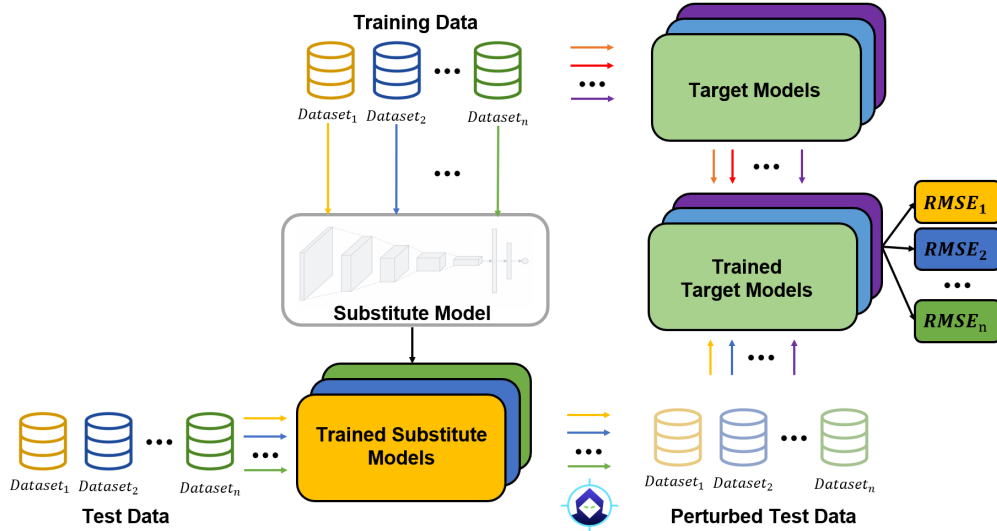 Training Data
Dataset₁
Dataset₂
•••
Datasetₙ
•••
•••
Target Models
•••
Substitute Model
Trained
Target Models
RMSE₁
RMSE₂
•••
RMSEₙ
•••
Trained Substitute
Models
Dataset₁
Dataset₂
•••
Datasetₙ
•••
Test Data
•••
Dataset₁
Dataset₂
•••
Datasetₙ
Perturbed Test Data